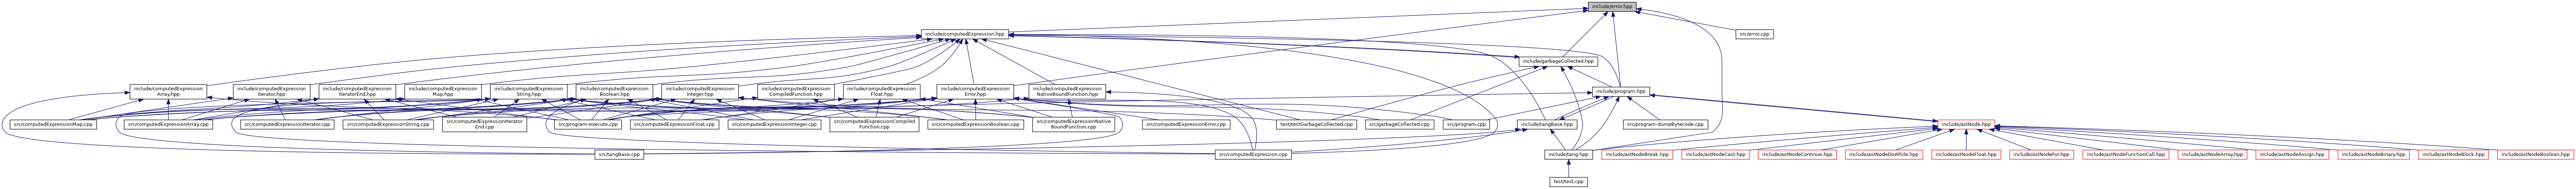 include/error.hpp
include/computedExpression.hpp
src/error.cpp
include/garbageCollected.hpp
include/computedExpression
Array.hpp
include/computedExpression
Iterator.hpp
include/computedExpression
IteratorEnd.hpp
include/computedExpression
Map.hpp
include/computedExpression
String.hpp
include/computedExpression
Boolean.hpp
include/computedExpression
Integer.hpp
include/computedExpression
CompiledFunction.hpp
include/computedExpression
Float.hpp
include/computedExpression
Error.hpp
include/computedExpression
NativeBoundFunction.hpp
include/program.hpp
src/computedExpressionMap.cpp
src/computedExpressionArray.cpp
src/computedExpressionIterator.cpp
src/computedExpressionString.cpp
src/computedExpressionIterator
End.cpp
src/program-execute.cpp
src/computedExpressionFloat.cpp
src/computedExpressionInteger.cpp
src/computedExpressionCompiled
Function.cpp
src/computedExpressionBoolean.cpp
src/computedExpressionNative
BoundFunction.cpp
src/computedExpressionError.cpp
test/testGarbageCollected.cpp
src/garbageCollected.cpp
src/program.cpp
include/tangBase.hpp
src/program-dumpBytecode.cpp
include/astNode.hpp
src/tangBase.cpp
src/computedExpression.cpp
include/tang.hpp
include/astNodeBreak.hpp
include/astNodeCast.hpp
include/astNodeContinue.hpp
include/astNodeDoWhile.hpp
include/astNodeFloat.hpp
include/astNodeFor.hpp
include/astNodeFunctionCall.hpp
include/astNodeArray.hpp
include/astNodeAssign.hpp
include/astNodeBinary.hpp
include/astNodeBlock.hpp
include/astNodeBoolean.hpp
test/test.cpp